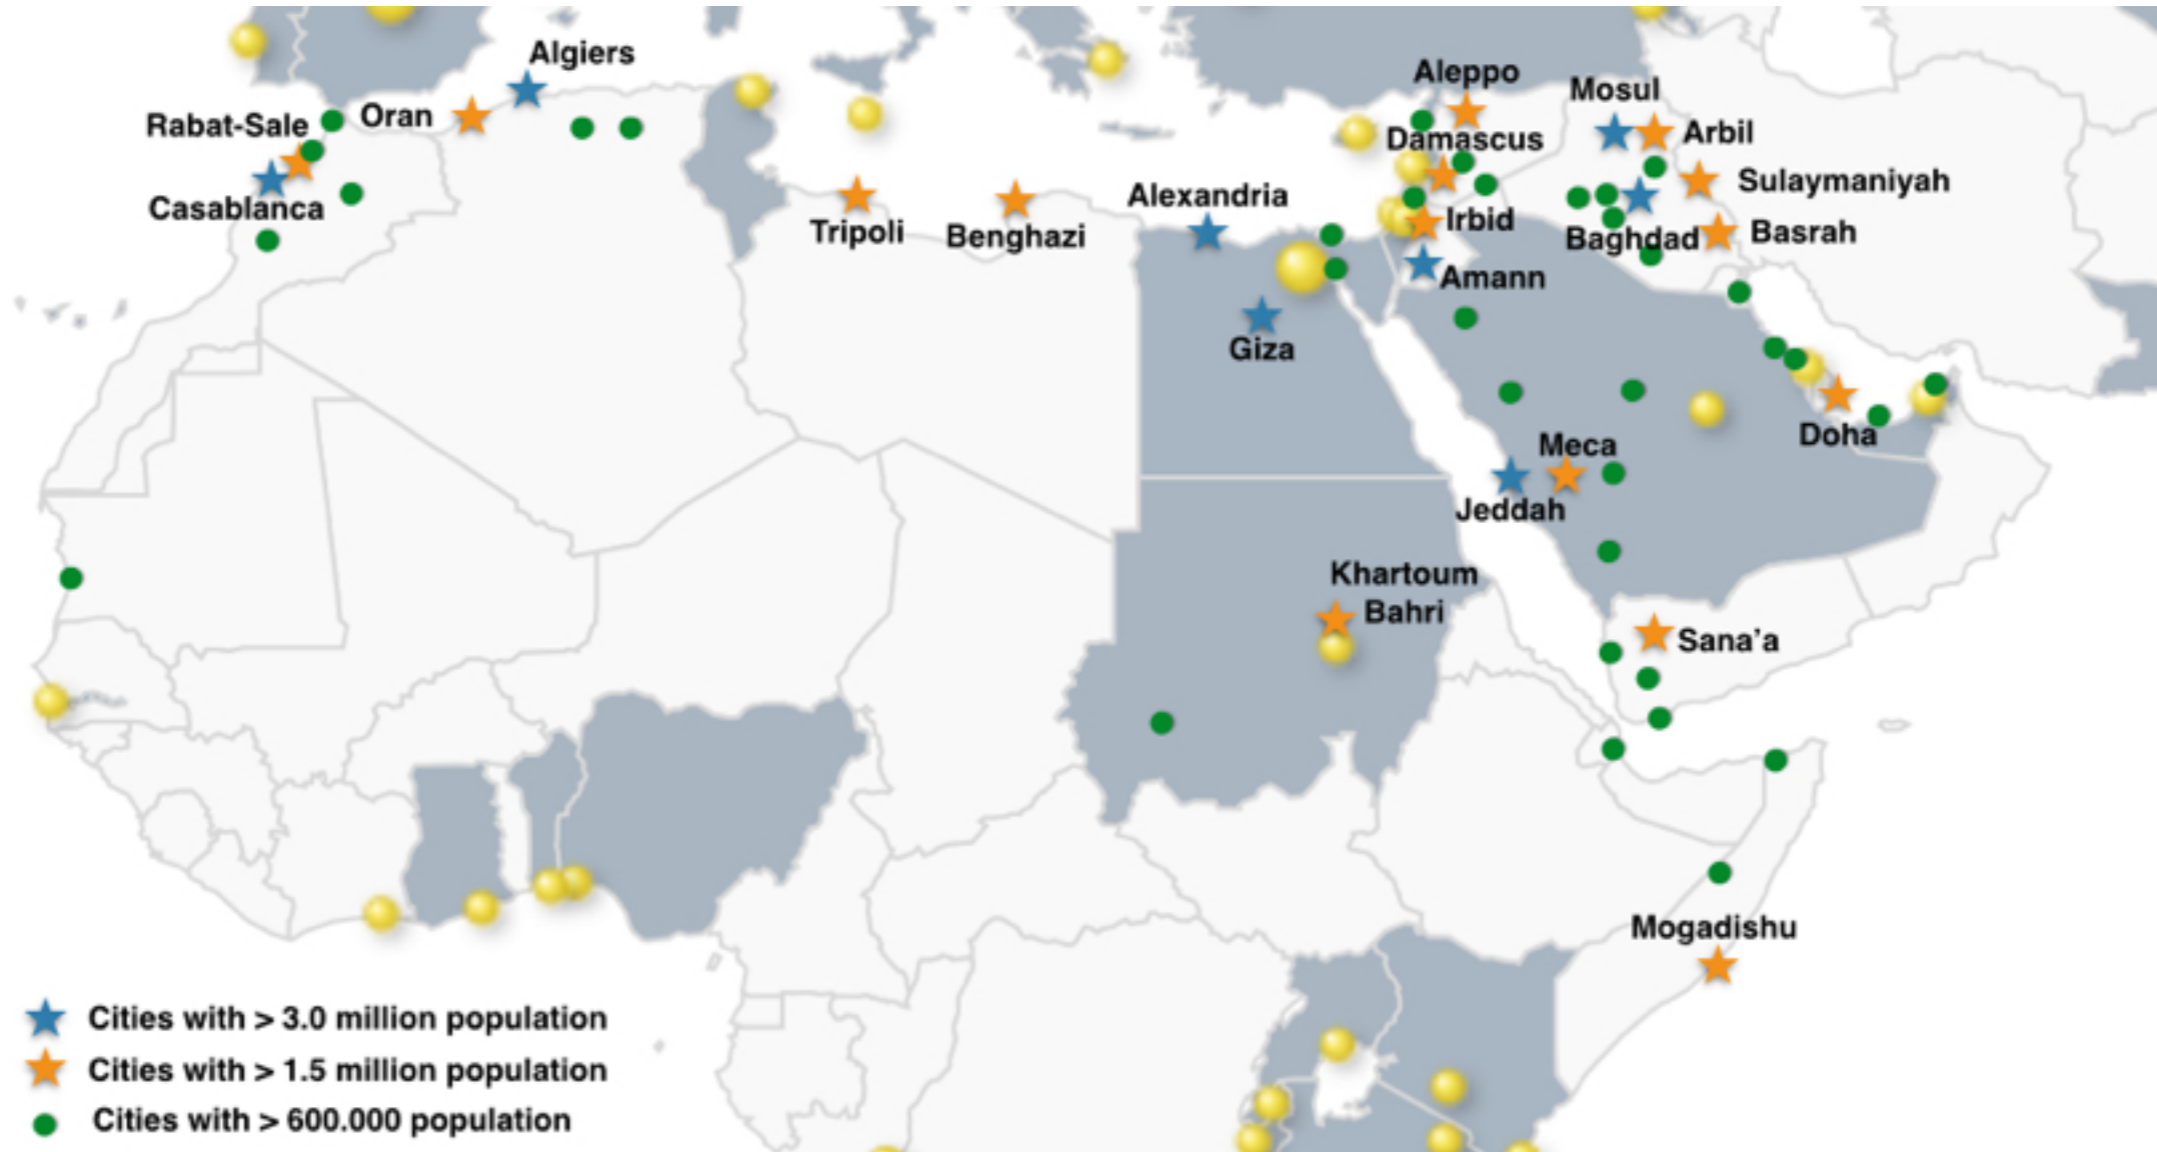 Algiers
Aleppo
Mosul
Oran
Rabat-Sale
Damascus
Arbil
Casablanca
Alexandria
Sulaymaniyah
Tripoli
Benghazi
Irbid
Baghdad
Basrah
Amann
Giza
Doha
Meca
Jeddah
Khartoum
Bahri
Sana’a
Mogadishu
Cities with > 3.0 million population
Cities with > 1.5 million population
Cities with > 600.000 population